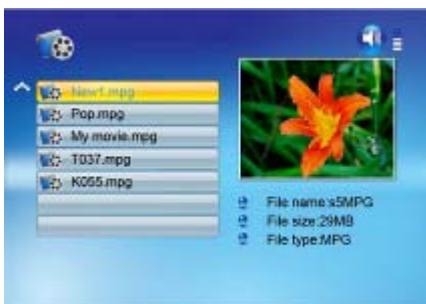 New1.mpg
Pop.mpg
My movie.mpg
T037.mpg
K055.mpg
File name:s5MPG
File size:29MB
File type:MPG